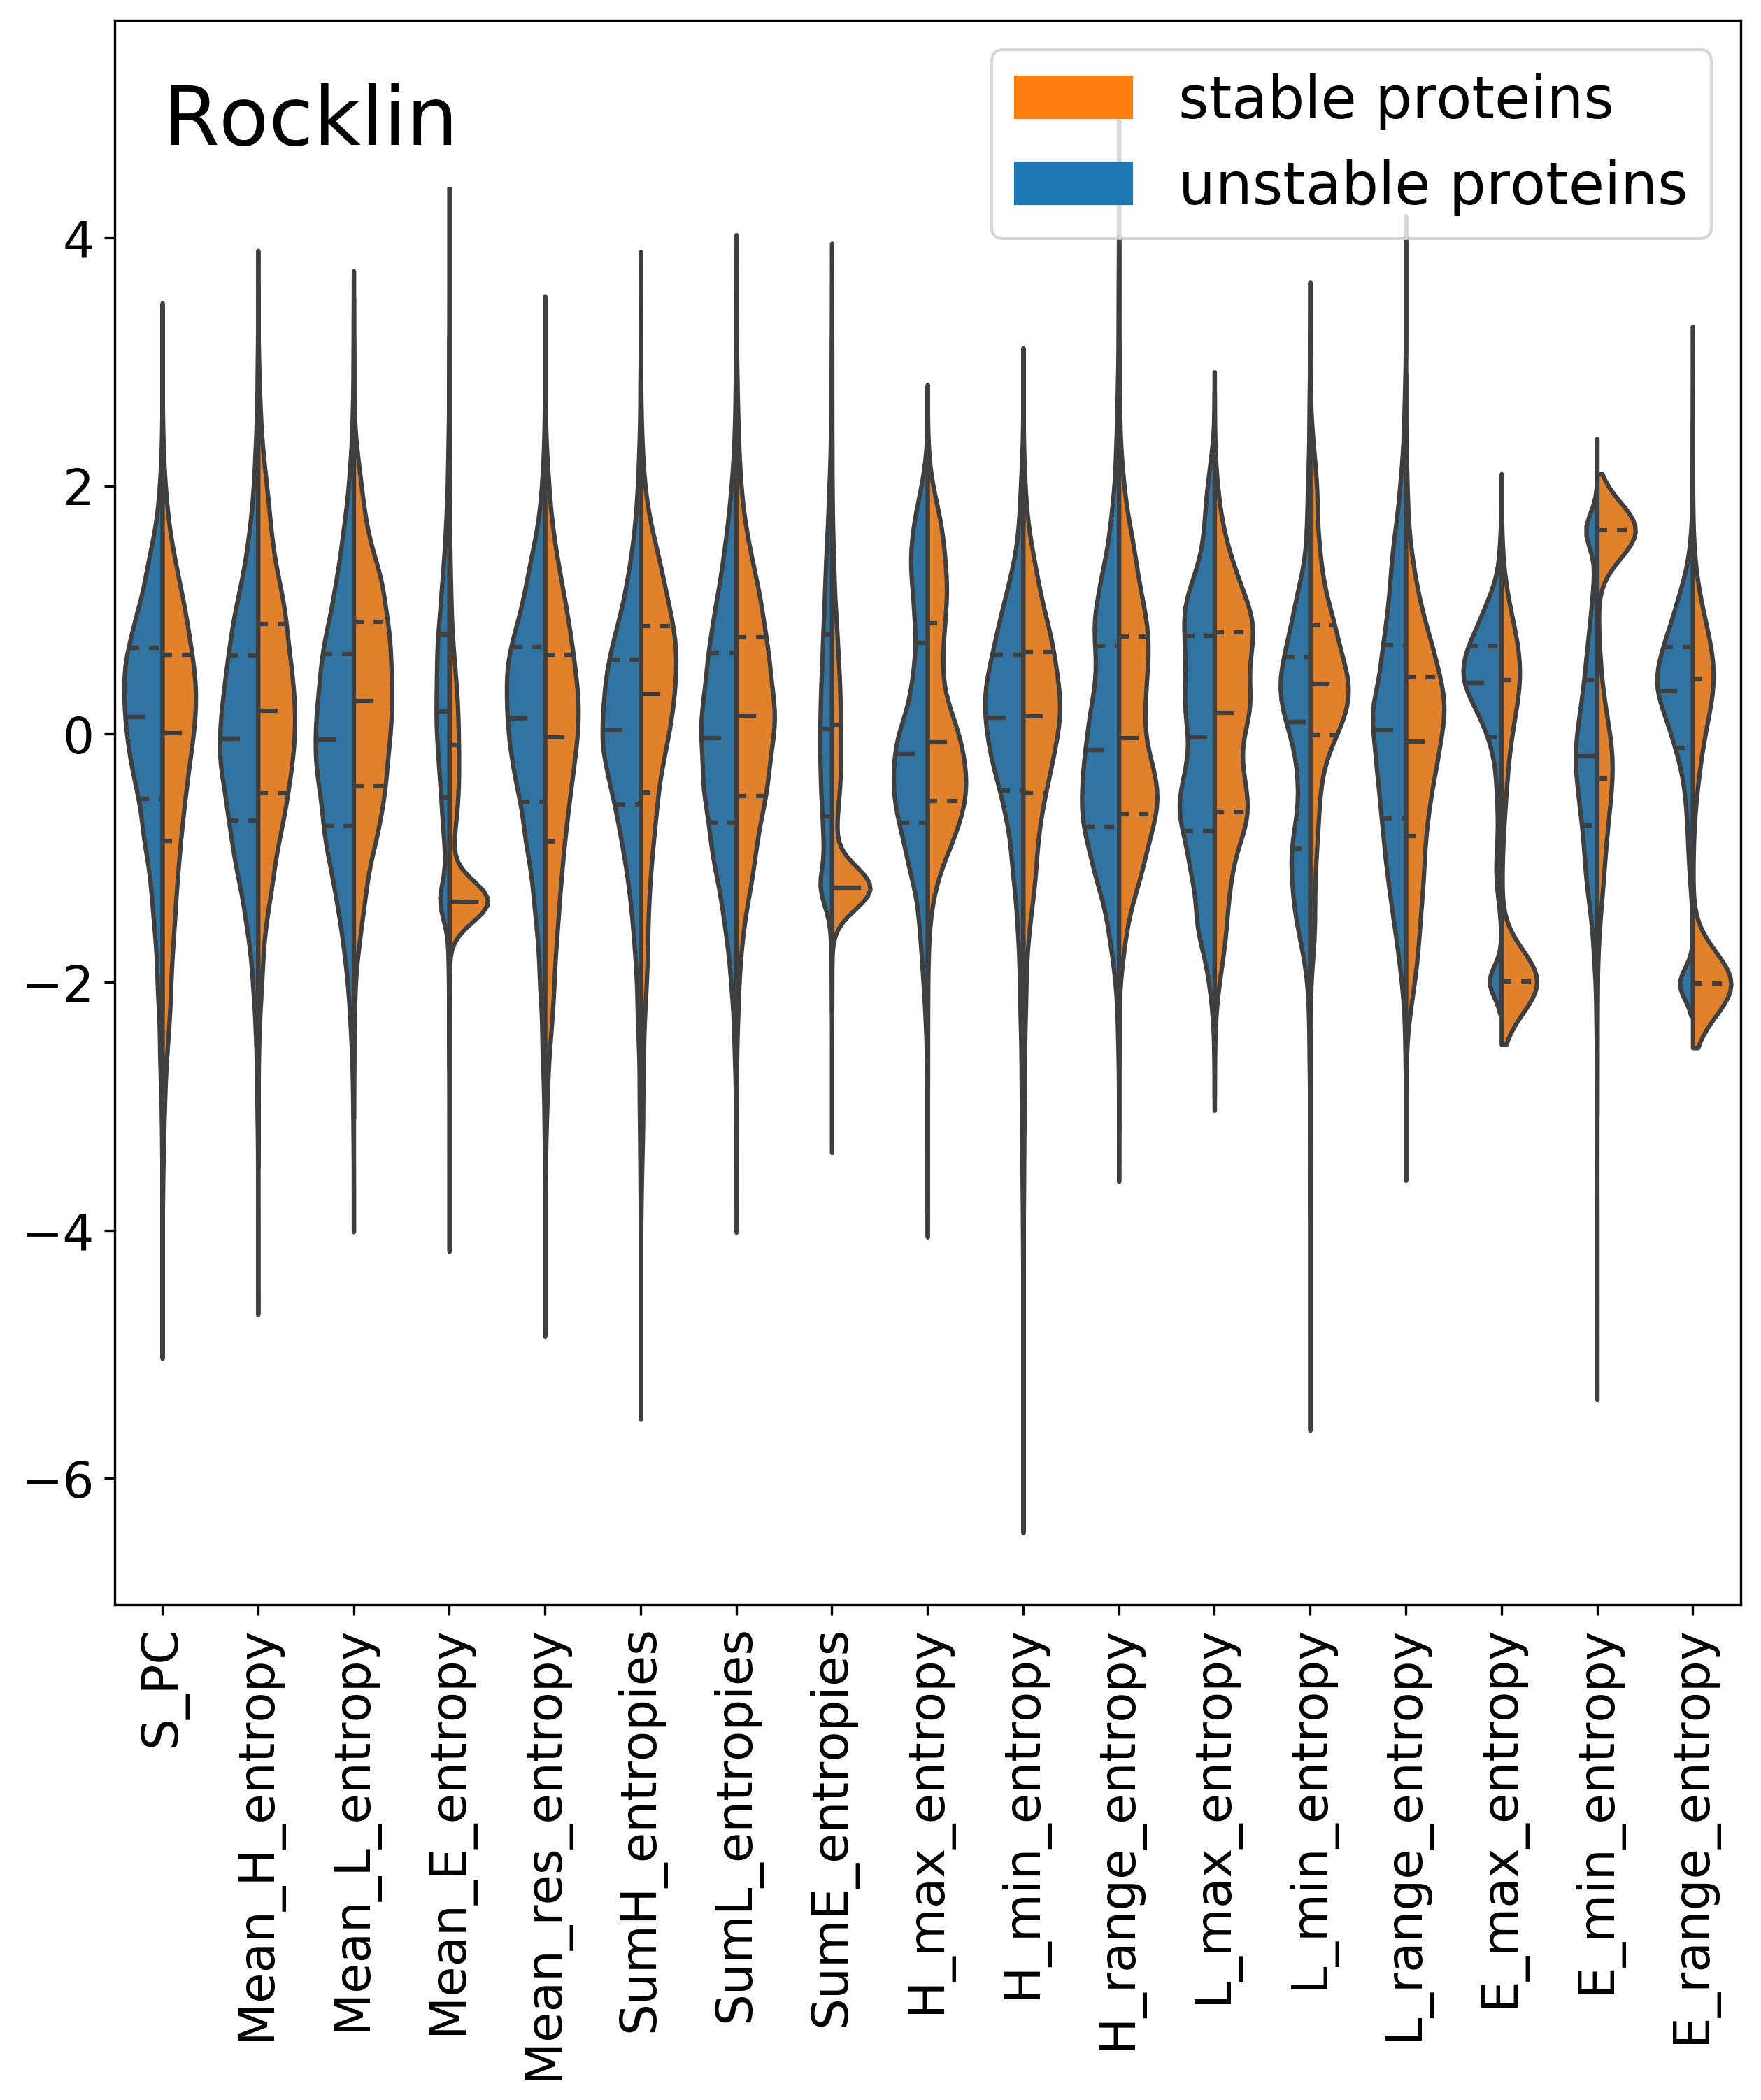 Rocklin
stable proteins
unstable proteins
4
2
0
−2
−4
−6
S_PC
Mean_H_entropy
Mean_L_entropy
Mean_E_entropy
Mean_res_entropy
SumH_entropies
SumL_entropies
SumE_entropies
H_max_entropy
H_min_entropy
H_range_entropy
L_max_entropy
L_min_entropy
L_range_entropy
E_max_entropy
E_min_entropy
E_range_entropy